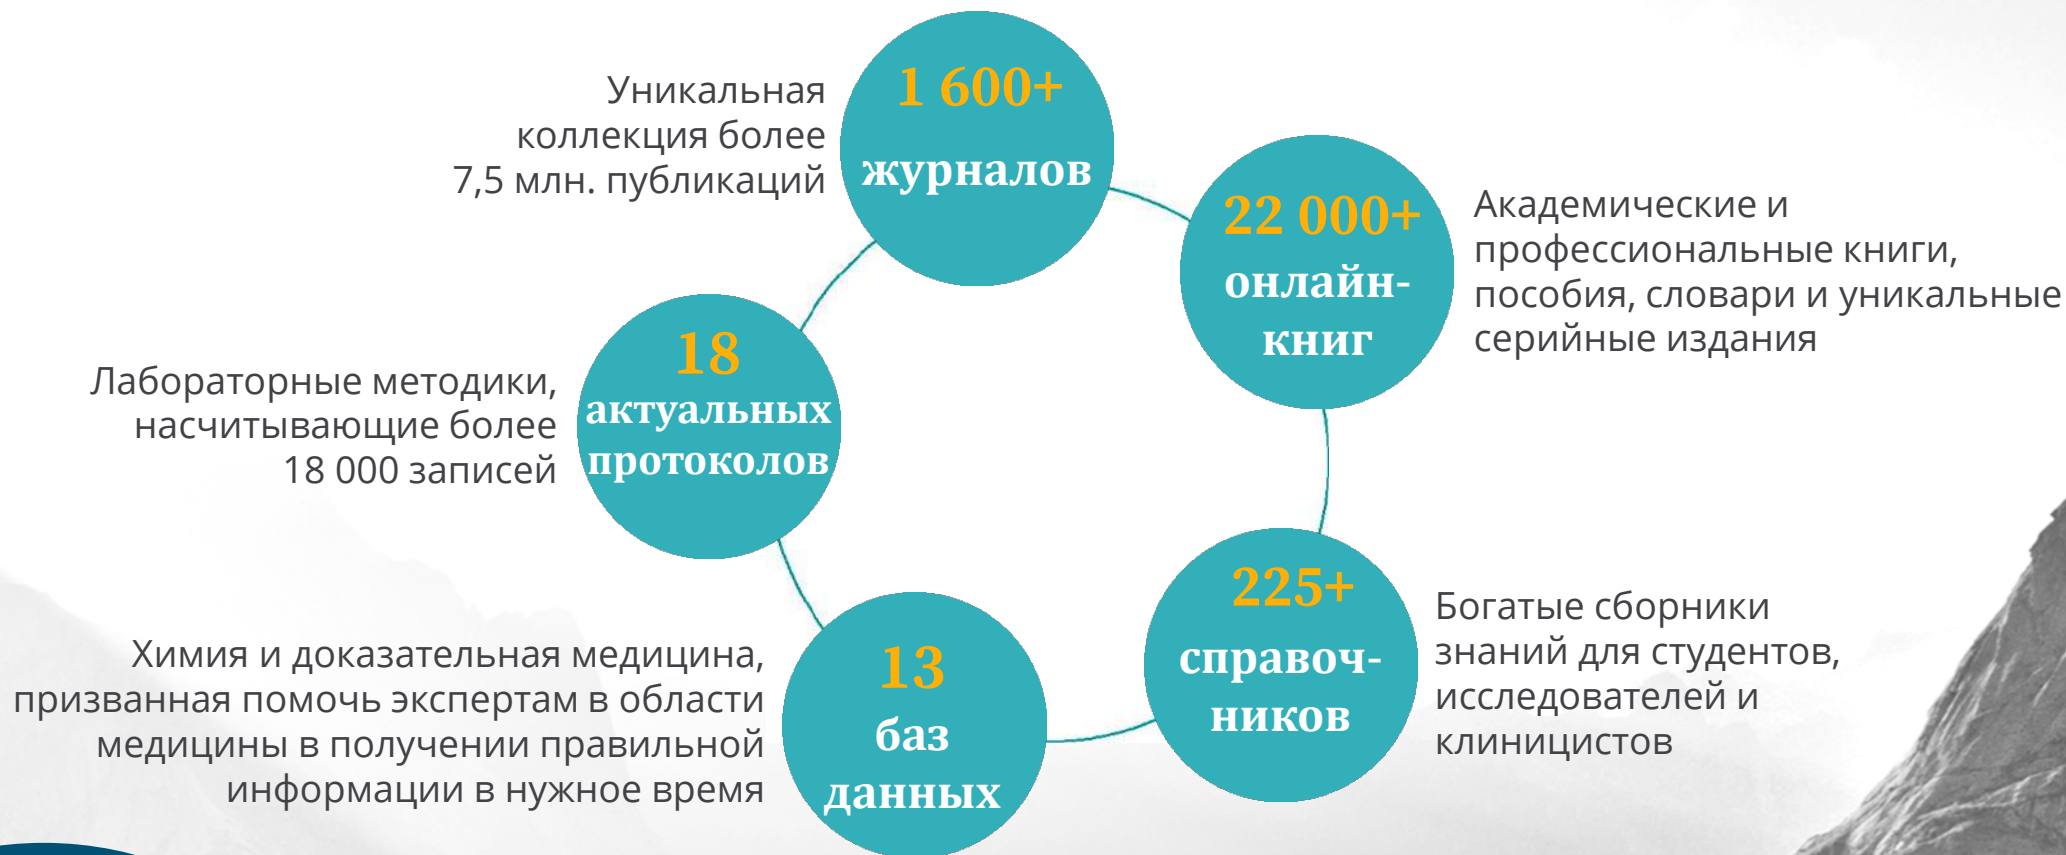 Уникальная
коллекция более
7,5 млн. публикаций
1 600+
журналов
22 000+
онлайн-
книг
Академические и
профессиональные книги,
пособия, словари и уникальные
серийные издания
Лабораторные методики,
насчитывающие более
18 000 записей
18
актуальных
протоколов
225+
справоч-
ников
Богатые сборники
знаний для студентов,
исследователей и
клиницистов
Химия и доказательная медицина,
призванная помочь экспертам в области
медицины в получении правильной
информации в нужное время
13
баз
данных